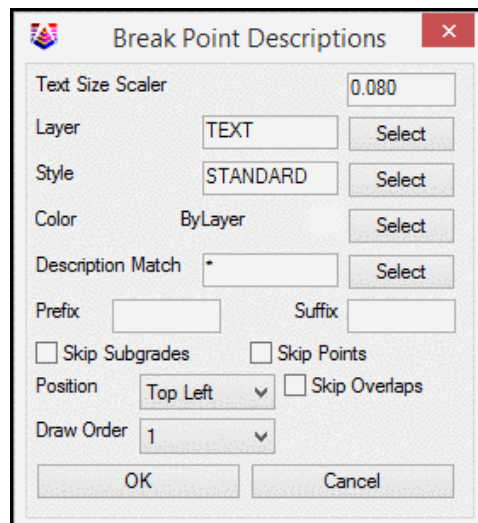 Break Point Descriptions
Text Size Scaler 0.080
Layer TEXT Select
Style STANDARD Select
Color ByLayer Select
Description Match * Select
Prefix Suffix
Skip Subgrades Skip Points
Position Top Left Skip Overlaps
Draw Order 1
OK Cancel